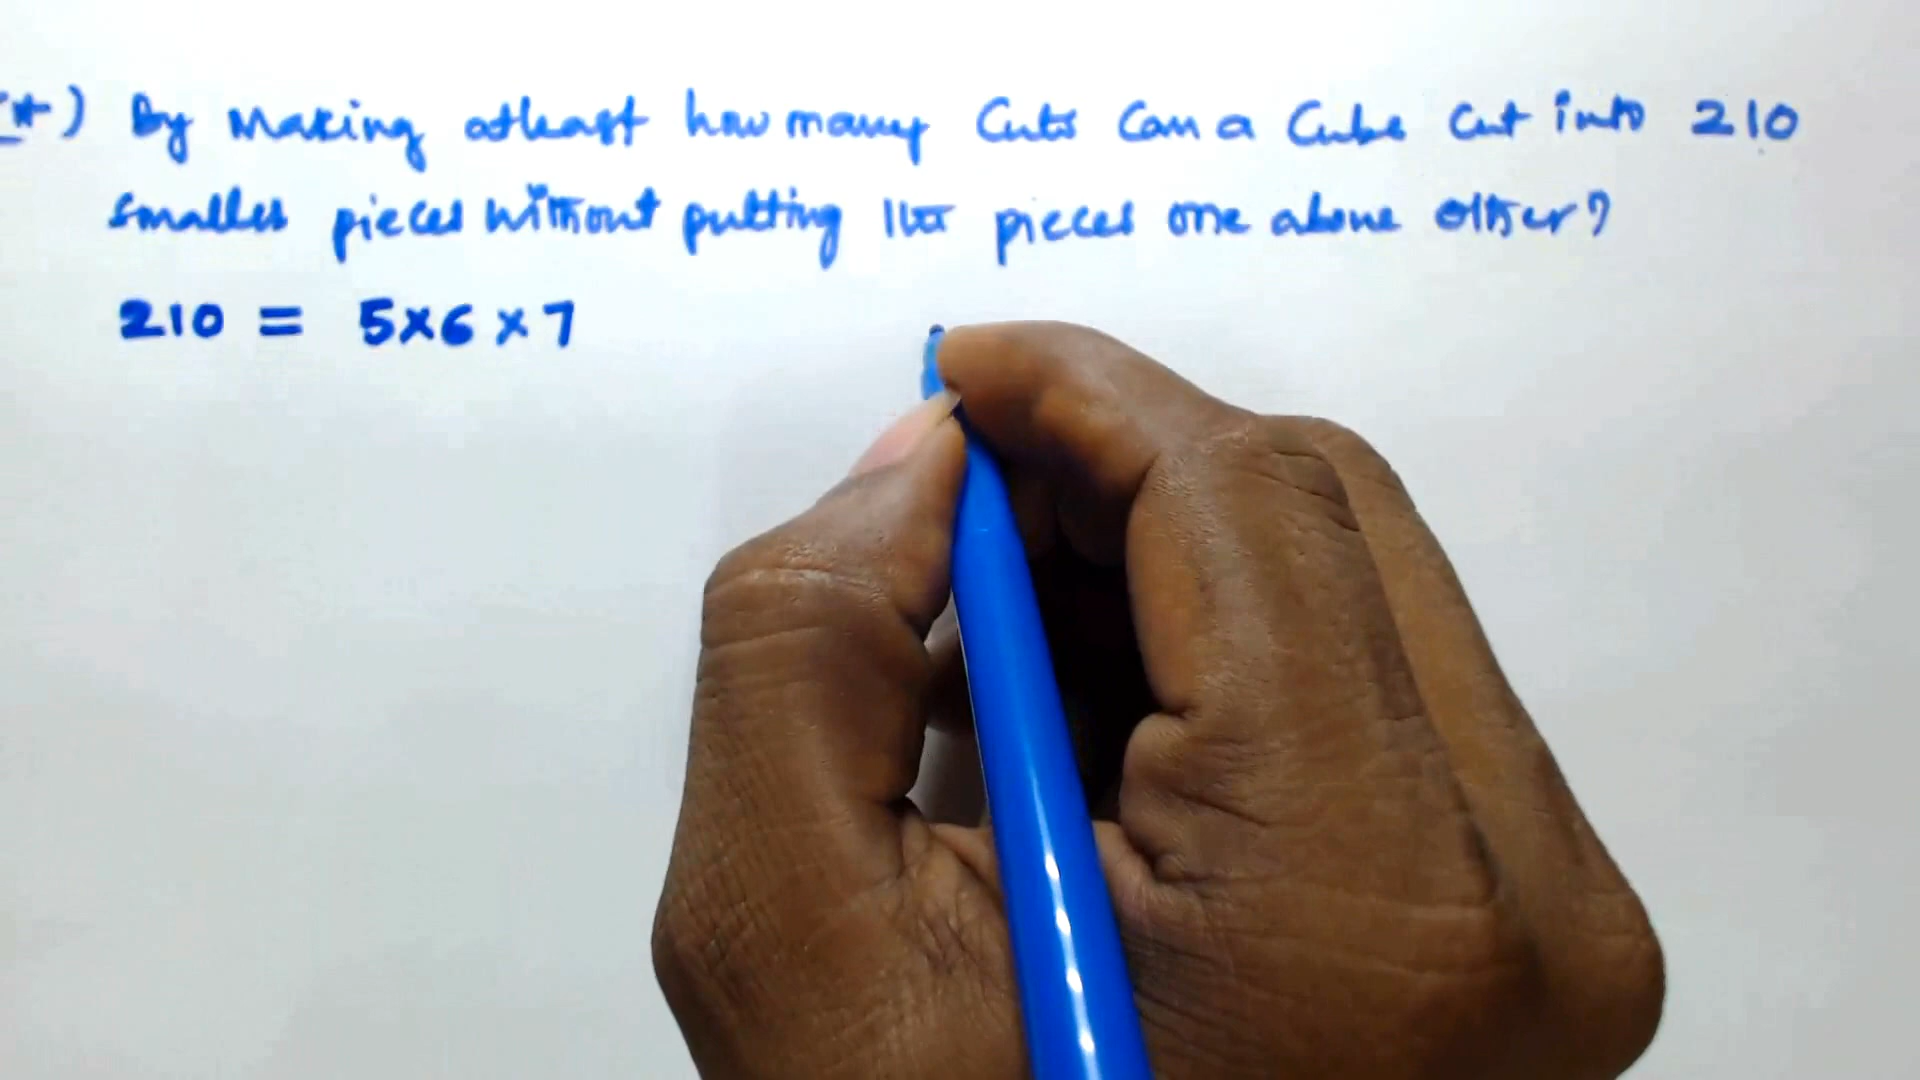 (*) By Making atleast how many Cuts Can a Cube Cut into 210
smaller pieces without putting the pieces one above other?
210 = 5×6×7